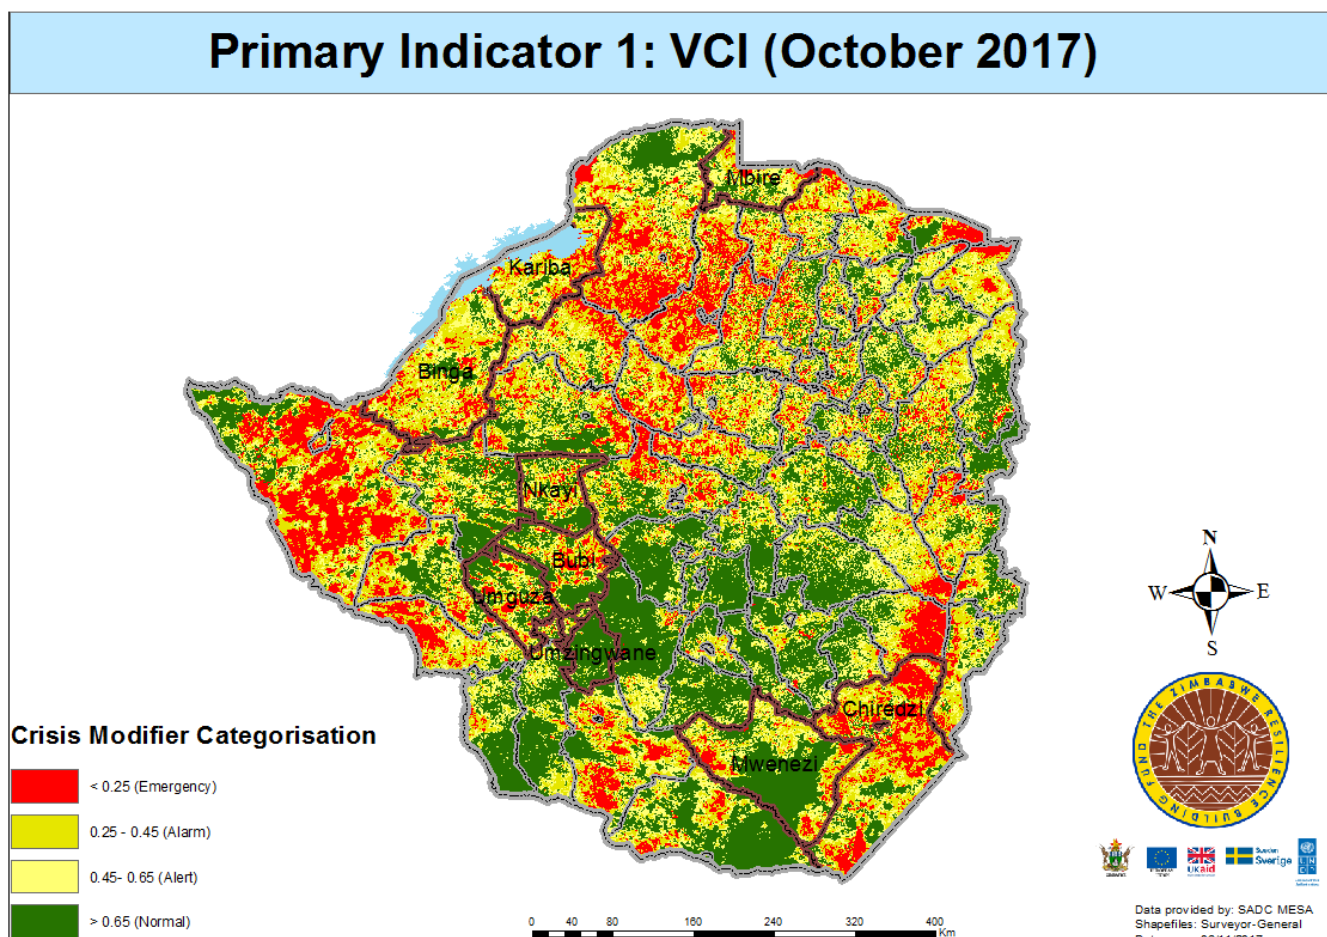 Primary Indicator 1: VCI (October 2017)
Mbire
Kariba
Binga
Nkayi
Bubi
Umguza
Umzingwane
Chiredzi
Mwenezi
N
W
E
S
THE ZIMBABWE RESILIENCE BUILDING FUND
Crisis Modifier Categorisation
< 0.25 (Emergency)
0.25 - 0.45 (Alarm)
0.45- 0.65 (Alert)
> 0.65 (Normal)
UKaid
Sweden
Sverige
0 40 80 160 240 320 400
Km
Data provided by: SADC MESA
Shapefiles: Surveyor-General